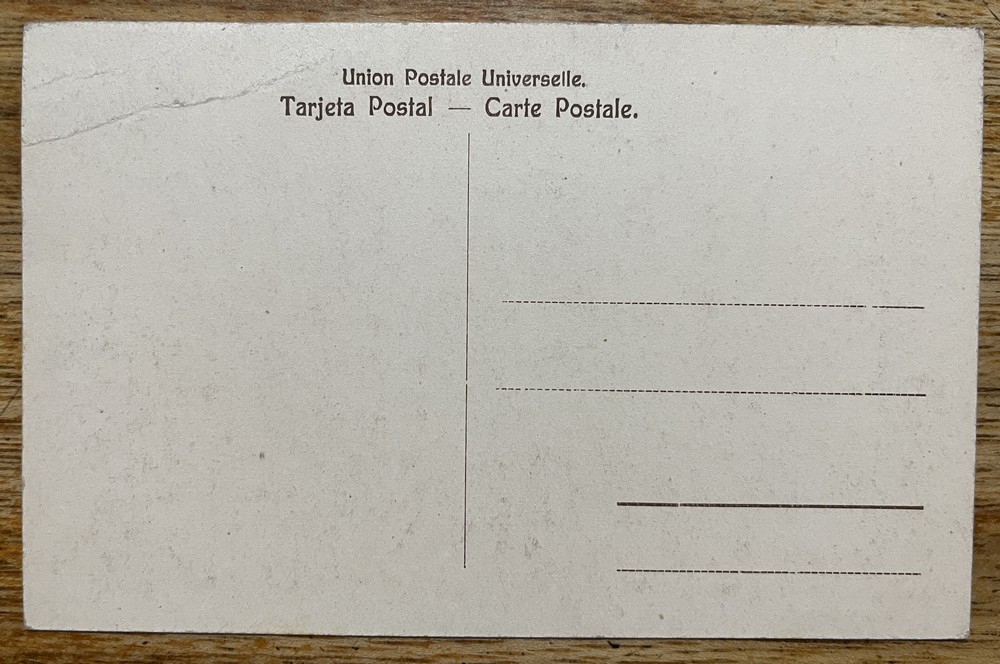 Union Postale Universelle.
Tarjeta Postal — Carte Postale.